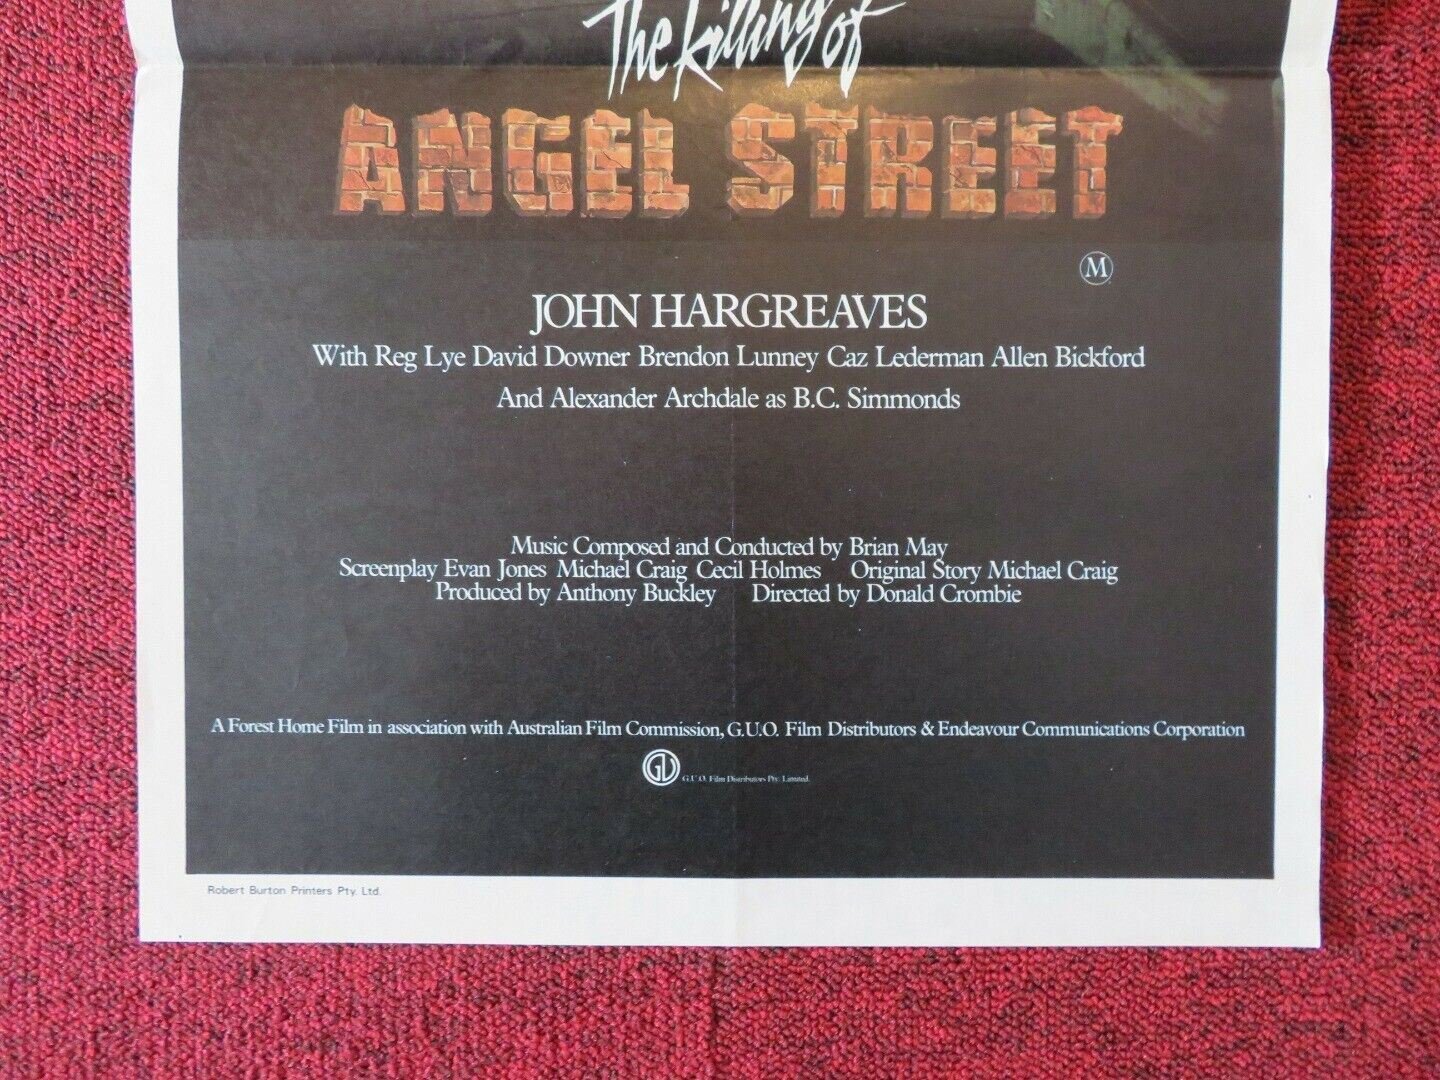 The killing of
ANGEL STREET
M
JOHN HARGREAVES
With Reg Lye David Downer Brendon Lunney Caz Lederman Allen Bickford
And Alexander Archdale as B.C. Simmonds
Music Composed and Conducted by Brian May
Screenplay Evan Jones Michael Craig Cecil Holmes Original Story Michael Craig
Produced by Anthony Buckley Directed by Donald Crombie
A Forest Home Film in association with Australian Film Commission, G.U.O. Film Distributors & Endeavour Communications Corporation
GU G.U.O. Film Distributors Pty. Limited.
Robert Burton Printers Pty. Ltd.